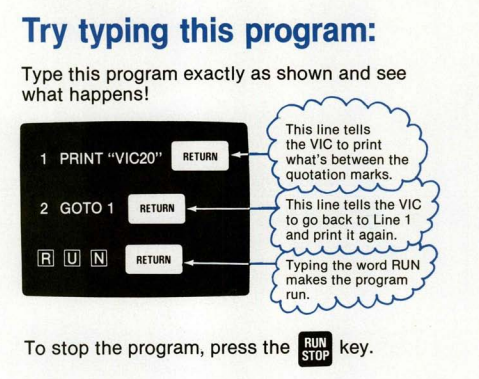 Try typing this program:
Type this program exactly as shown and see
what happens!
1 PRINT “VIC20” RETURN
This line tells
the VIC to print
what's between the
quotation marks.
2 GOTO 1 RETURN
This line tells the VIC
to go back to Line 1
and print it again.
R U N RETURN
Typing the word RUN
makes the program
run.
To stop the program, press the RUN STOP key.